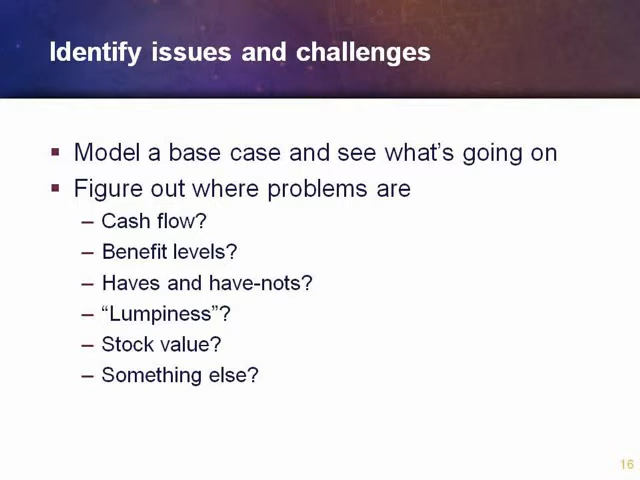 Identify issues and challenges
▪ Model a base case and see what’s going on
▪ Figure out where problems are
– Cash flow?
– Benefit levels?
– Haves and have-nots?
– “Lumpiness”?
– Stock value?
– Something else?
16